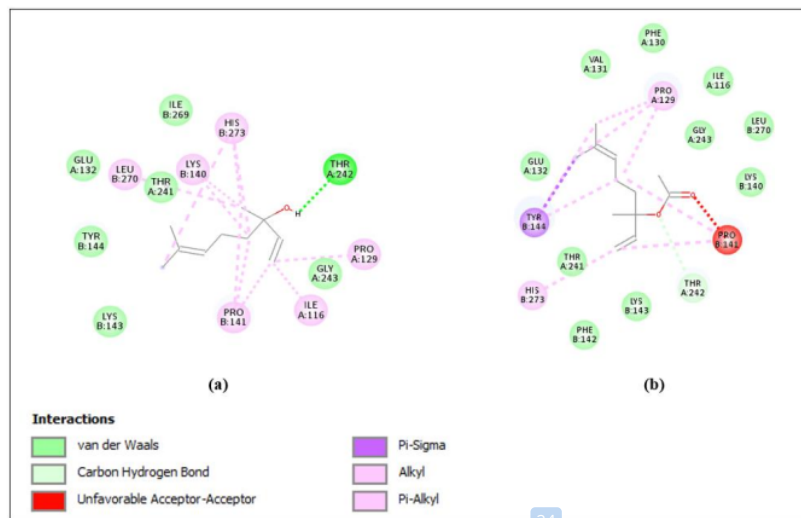 ILE
B:269
HIS
B:273
GLU
A:132
LEU
B:270
LYS
B:140
THR
A:241
THR
A:242
H
TYR
B:144
GLY
A:243
PRO
A:129
LYS
B:143
PRO
B:141
ILE
A:116
(a)
PHE
A:130
VAL
A:131
ILE
A:116
PRO
A:129
GLY
A:243
LEU
B:270
GLU
A:132
LYS
B:140
TYR
B:144
PRO
B:141
THR
A:241
THR
A:242
HIS
B:273
LYS
B:143
PHE
B:142
(b)
Interactions
van der Waals
Carbon Hydrogen Bond
Unfavorable Acceptor-Acceptor
Pi-Sigma
Alkyl
Pi-Alkyl